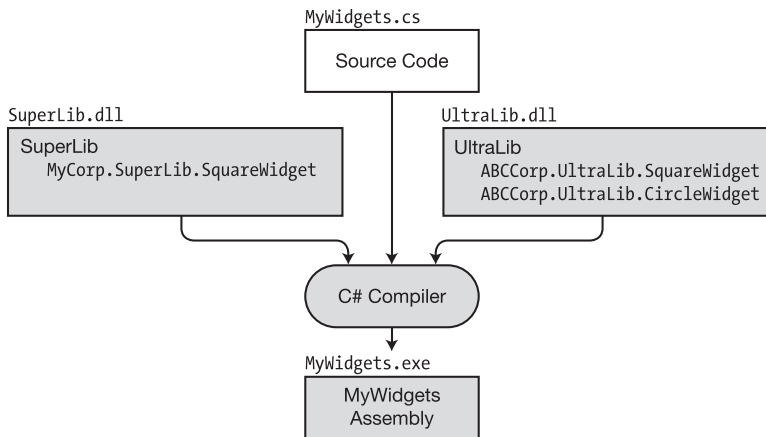 MyWidgets.cs
Source Code
SuperLib.dll
SuperLib
MyCorp.SuperLib.SquareWidget
UltraLib.dll
UltraLib
ABCCorp.UltraLib.SquareWidget
ABCCorp.UltraLib.CircleWidget
C# Compiler
MyWidgets.exe
MyWidgets
Assembly